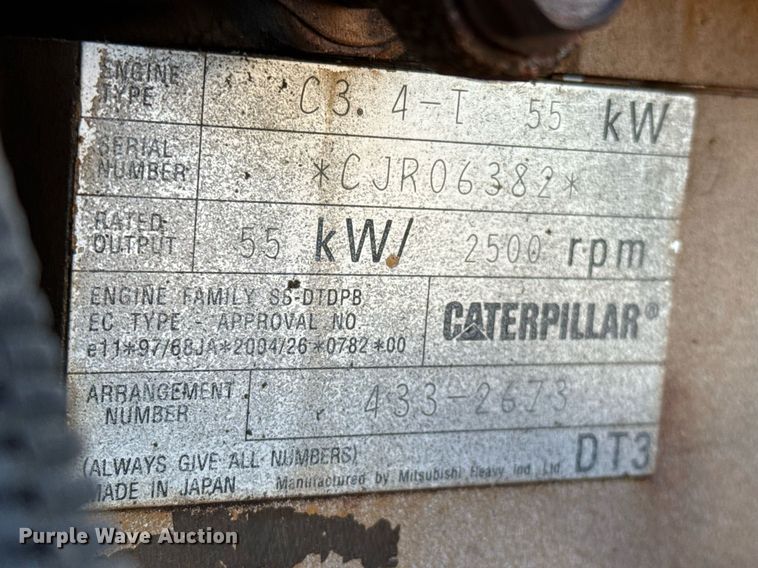 ENGINE TYPE C3.4-T 55 kW
SERIAL NUMBER *CJR06382*
RATED OUTPUT 55 kW/ 2500 rpm
ENGINE FAMILY S5-DTDPB
EC TYPE - APPROVAL NO
e11*97/68JA*2004/26*0782*00
CATERPILLAR®
ARRANGEMENT NUMBER 433-2673
(ALWAYS GIVE ALL NUMBERS)
MADE IN JAPAN Manufactured by Mitsubishi Heavy Ind. Ltd. DT3
Purple Wave Auction